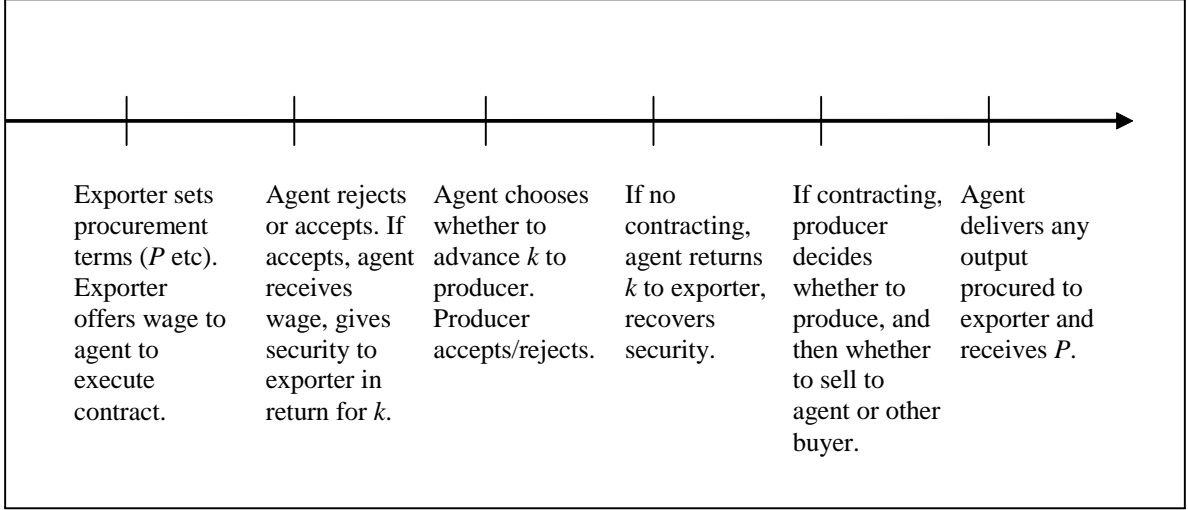 Exporter sets
procurement
terms (P etc).
Exporter
offers wage to
agent to
execute
contract.
Agent rejects
or accepts. If
accepts, agent
receives
wage, gives
security to
exporter in
return for k.
Agent chooses
whether to
advance k to
producer.
Producer
accepts/rejects.
If no
contracting,
agent returns
k to exporter,
recovers
security.
If contracting,
producer
decides
whether to
produce, and
then whether
to sell to
agent or other
buyer.
Agent
delivers any
output
procured to
exporter and
receives P.